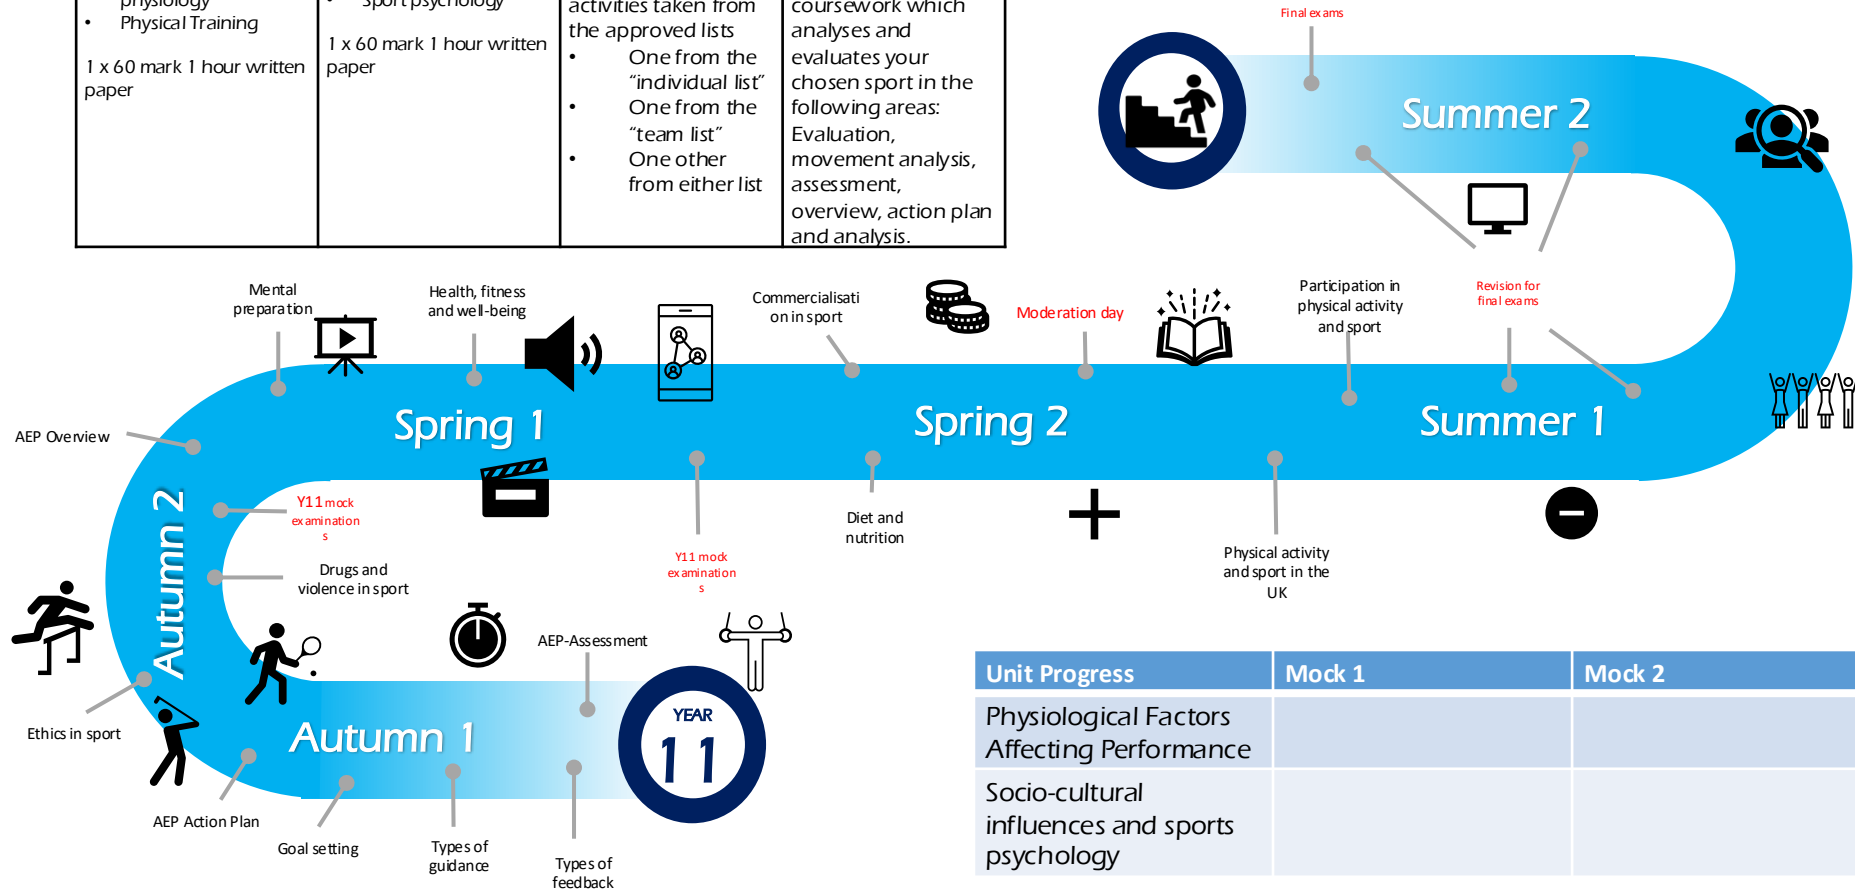 physiology
• Physical Training
1 x 60 mark 1 hour written
paper
• Sport psychology
1 x 60 mark 1 hour written
paper
activities taken from
the approved lists
• One from the
“individual list”
• One from the
“team list”
• One other
from either list
coursework which
analyses and
evaluates your
chosen sport in the
following areas:
Evaluation,
movement analysis,
assessment,
overview, action plan
and analysis.
Final exams
Summer 2
Mental
preparation
Health, fitness
and well-being
Commercialisati
on in sport
Moderation day
Participation in
physical activity
and sport
Revision for
final exams
Spring 1
Spring 2
Summer 1
AEP Overview
Autumn 2
Y11 mock
examination
s
Drugs and
violence in sport
Y11 mock
examination
s
Diet and
nutrition
Physical activity
and sport in the
UK
AEP-Assessment
Ethics in sport
Autumn 1
YEAR
11
AEP Action Plan
Goal setting
Types of
guidance
Types of
feedback
Unit Progress
Mock 1
Mock 2
Physiological Factors
Affecting Performance
Socio-cultural
influences and sports
psychology